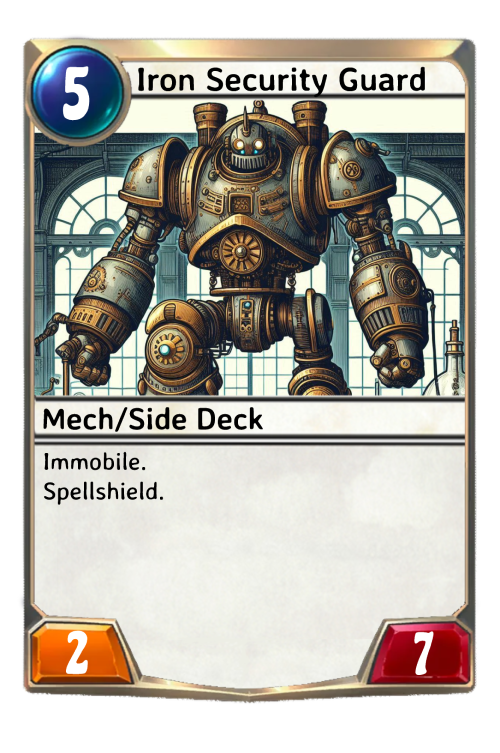 5
Iron Security Guard
Mech/Side Deck
Immobile.
Spellshield.
2
7